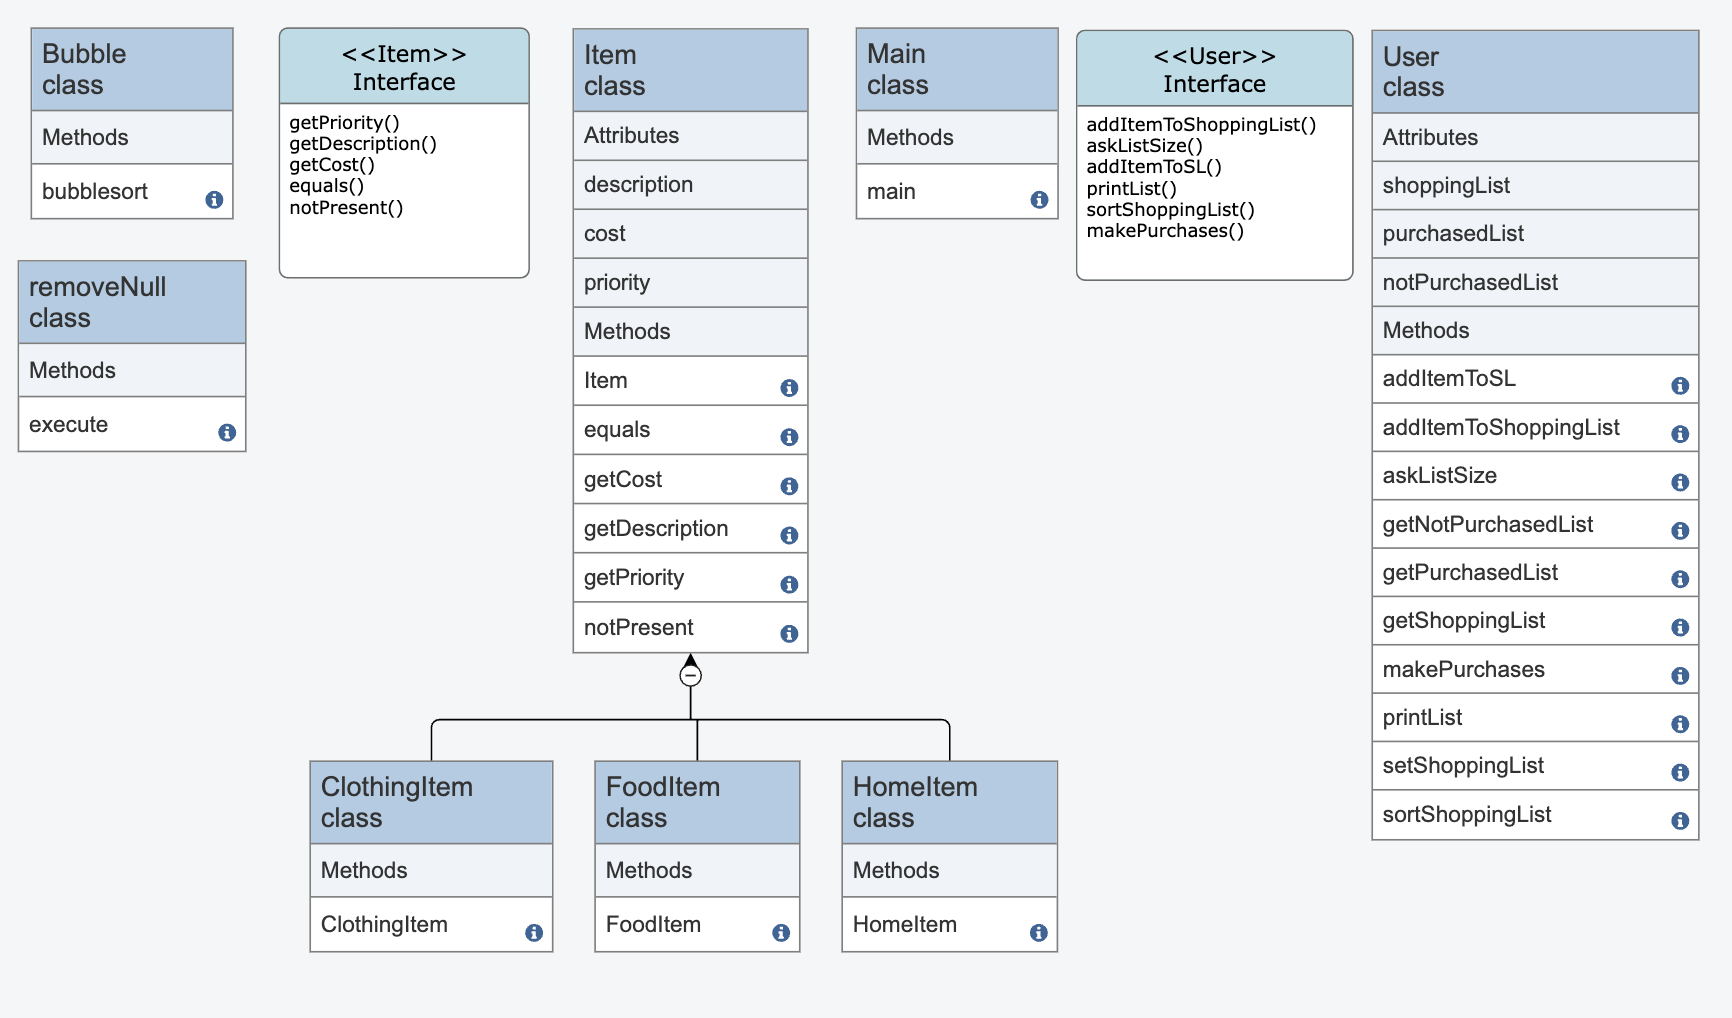 Bubble
class
Methods
bubblesort
removeNull
class
Methods
execute
<<Item>>
Interface
getPriority()
getDescription()
getCost()
equals()
notPresent()
Item
class
Attributes
description
cost
priority
Methods
Item
equals
getCost
getDescription
getPriority
notPresent
Main
class
Methods
main
<<User>>
Interface
addItemToShoppingList()
askListSize()
addItemToSL()
printList()
sortShoppingList()
makePurchases()
User
class
Attributes
shoppingList
purchasedList
notPurchasedList
Methods
addItemToSL
addItemToShoppingList
askListSize
getNotPurchasedList
getPurchasedList
getShoppingList
makePurchases
printList
setShoppingList
sortShoppingList
ClothingItem
class
Methods
ClothingItem
FoodItem
class
Methods
FoodItem
HomeItem
class
Methods
HomeItem